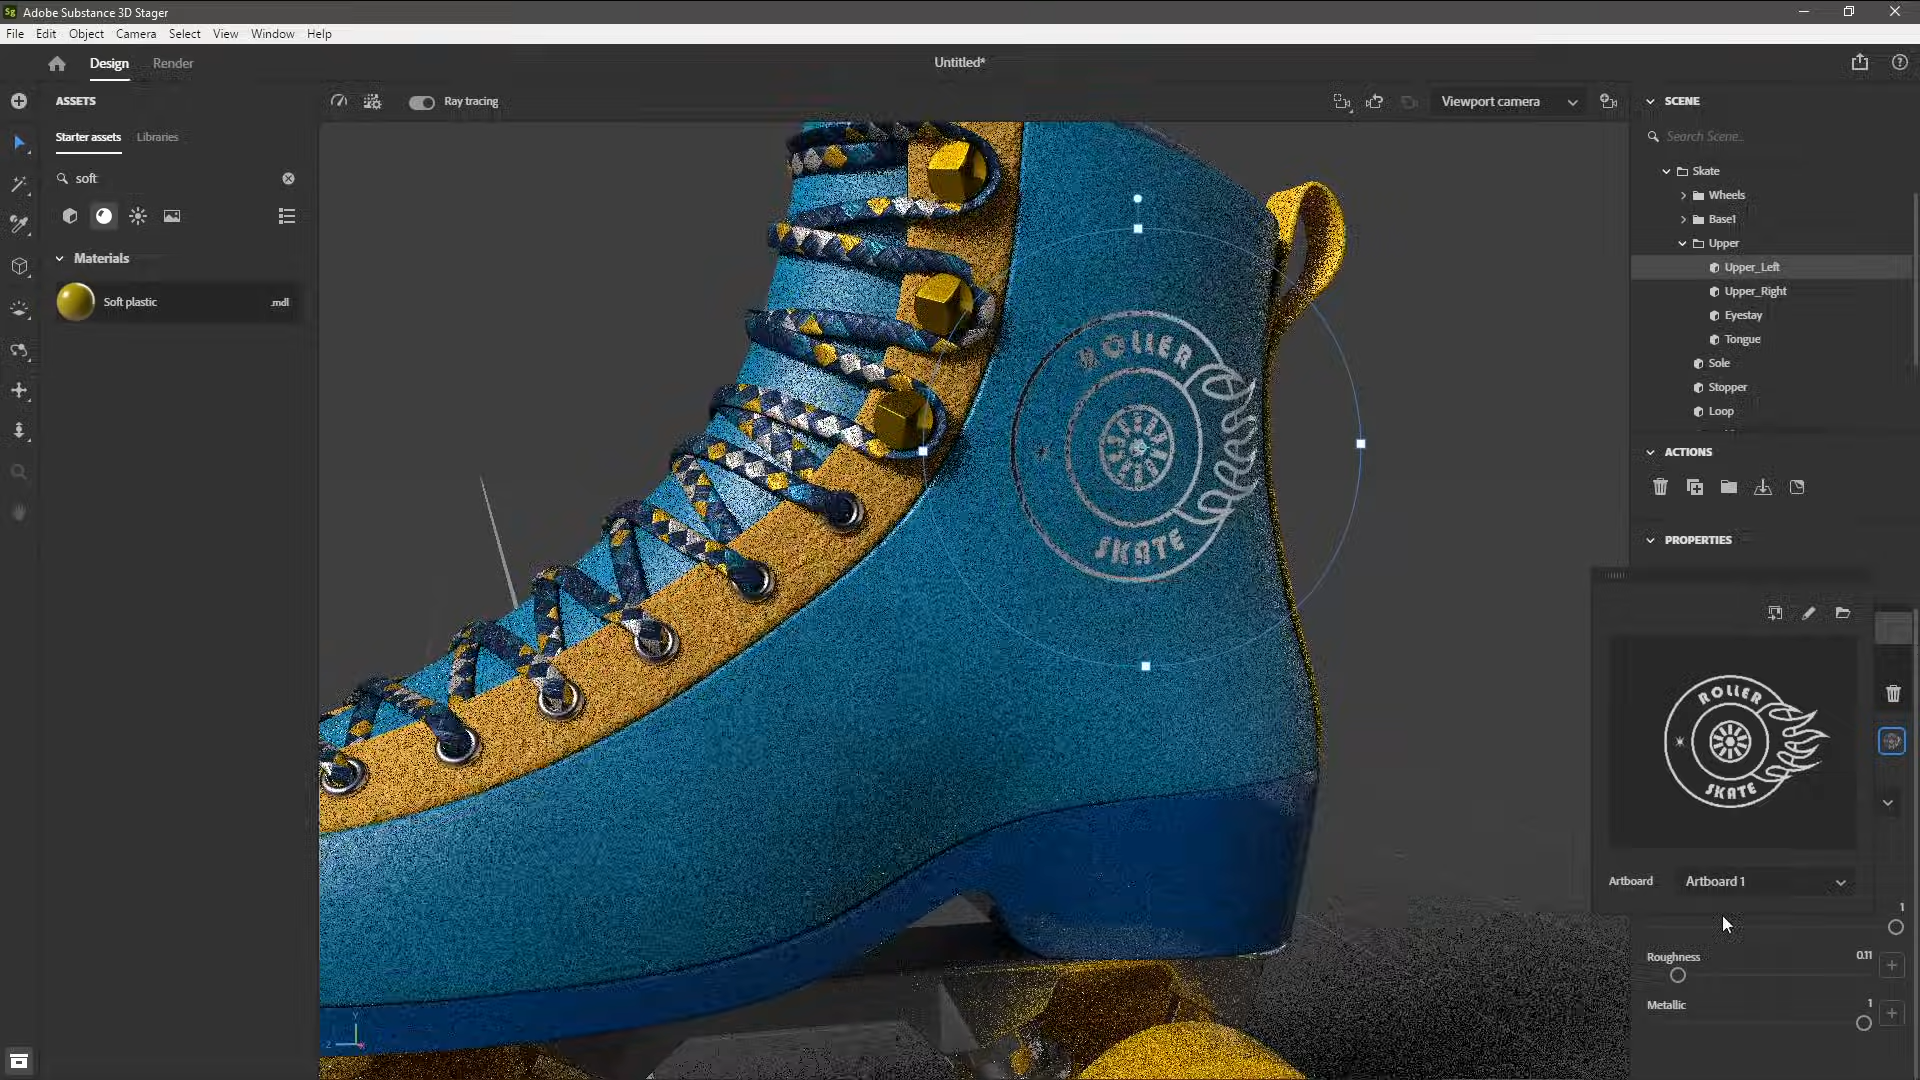 Sg Adobe Substance 3D Stager
File Edit Object Camera Select View Window Help
Design Render
Untitled*
ASSETS
Starter assets Libraries
soft
Materials
Soft plastic .mdl
Ray tracing
Viewport camera
ROLLER
SKATE
Y
Z
SCENE
Search Scene...
Skate
Wheels
Base1
Upper
Upper_Left
Upper_Right
Eyestay
Tongue
Sole
Stopper
Loop
ACTIONS
PROPERTIES
ROLLER
SKATE
Artboard Artboard 1
1
Roughness 0.11
Metallic 1